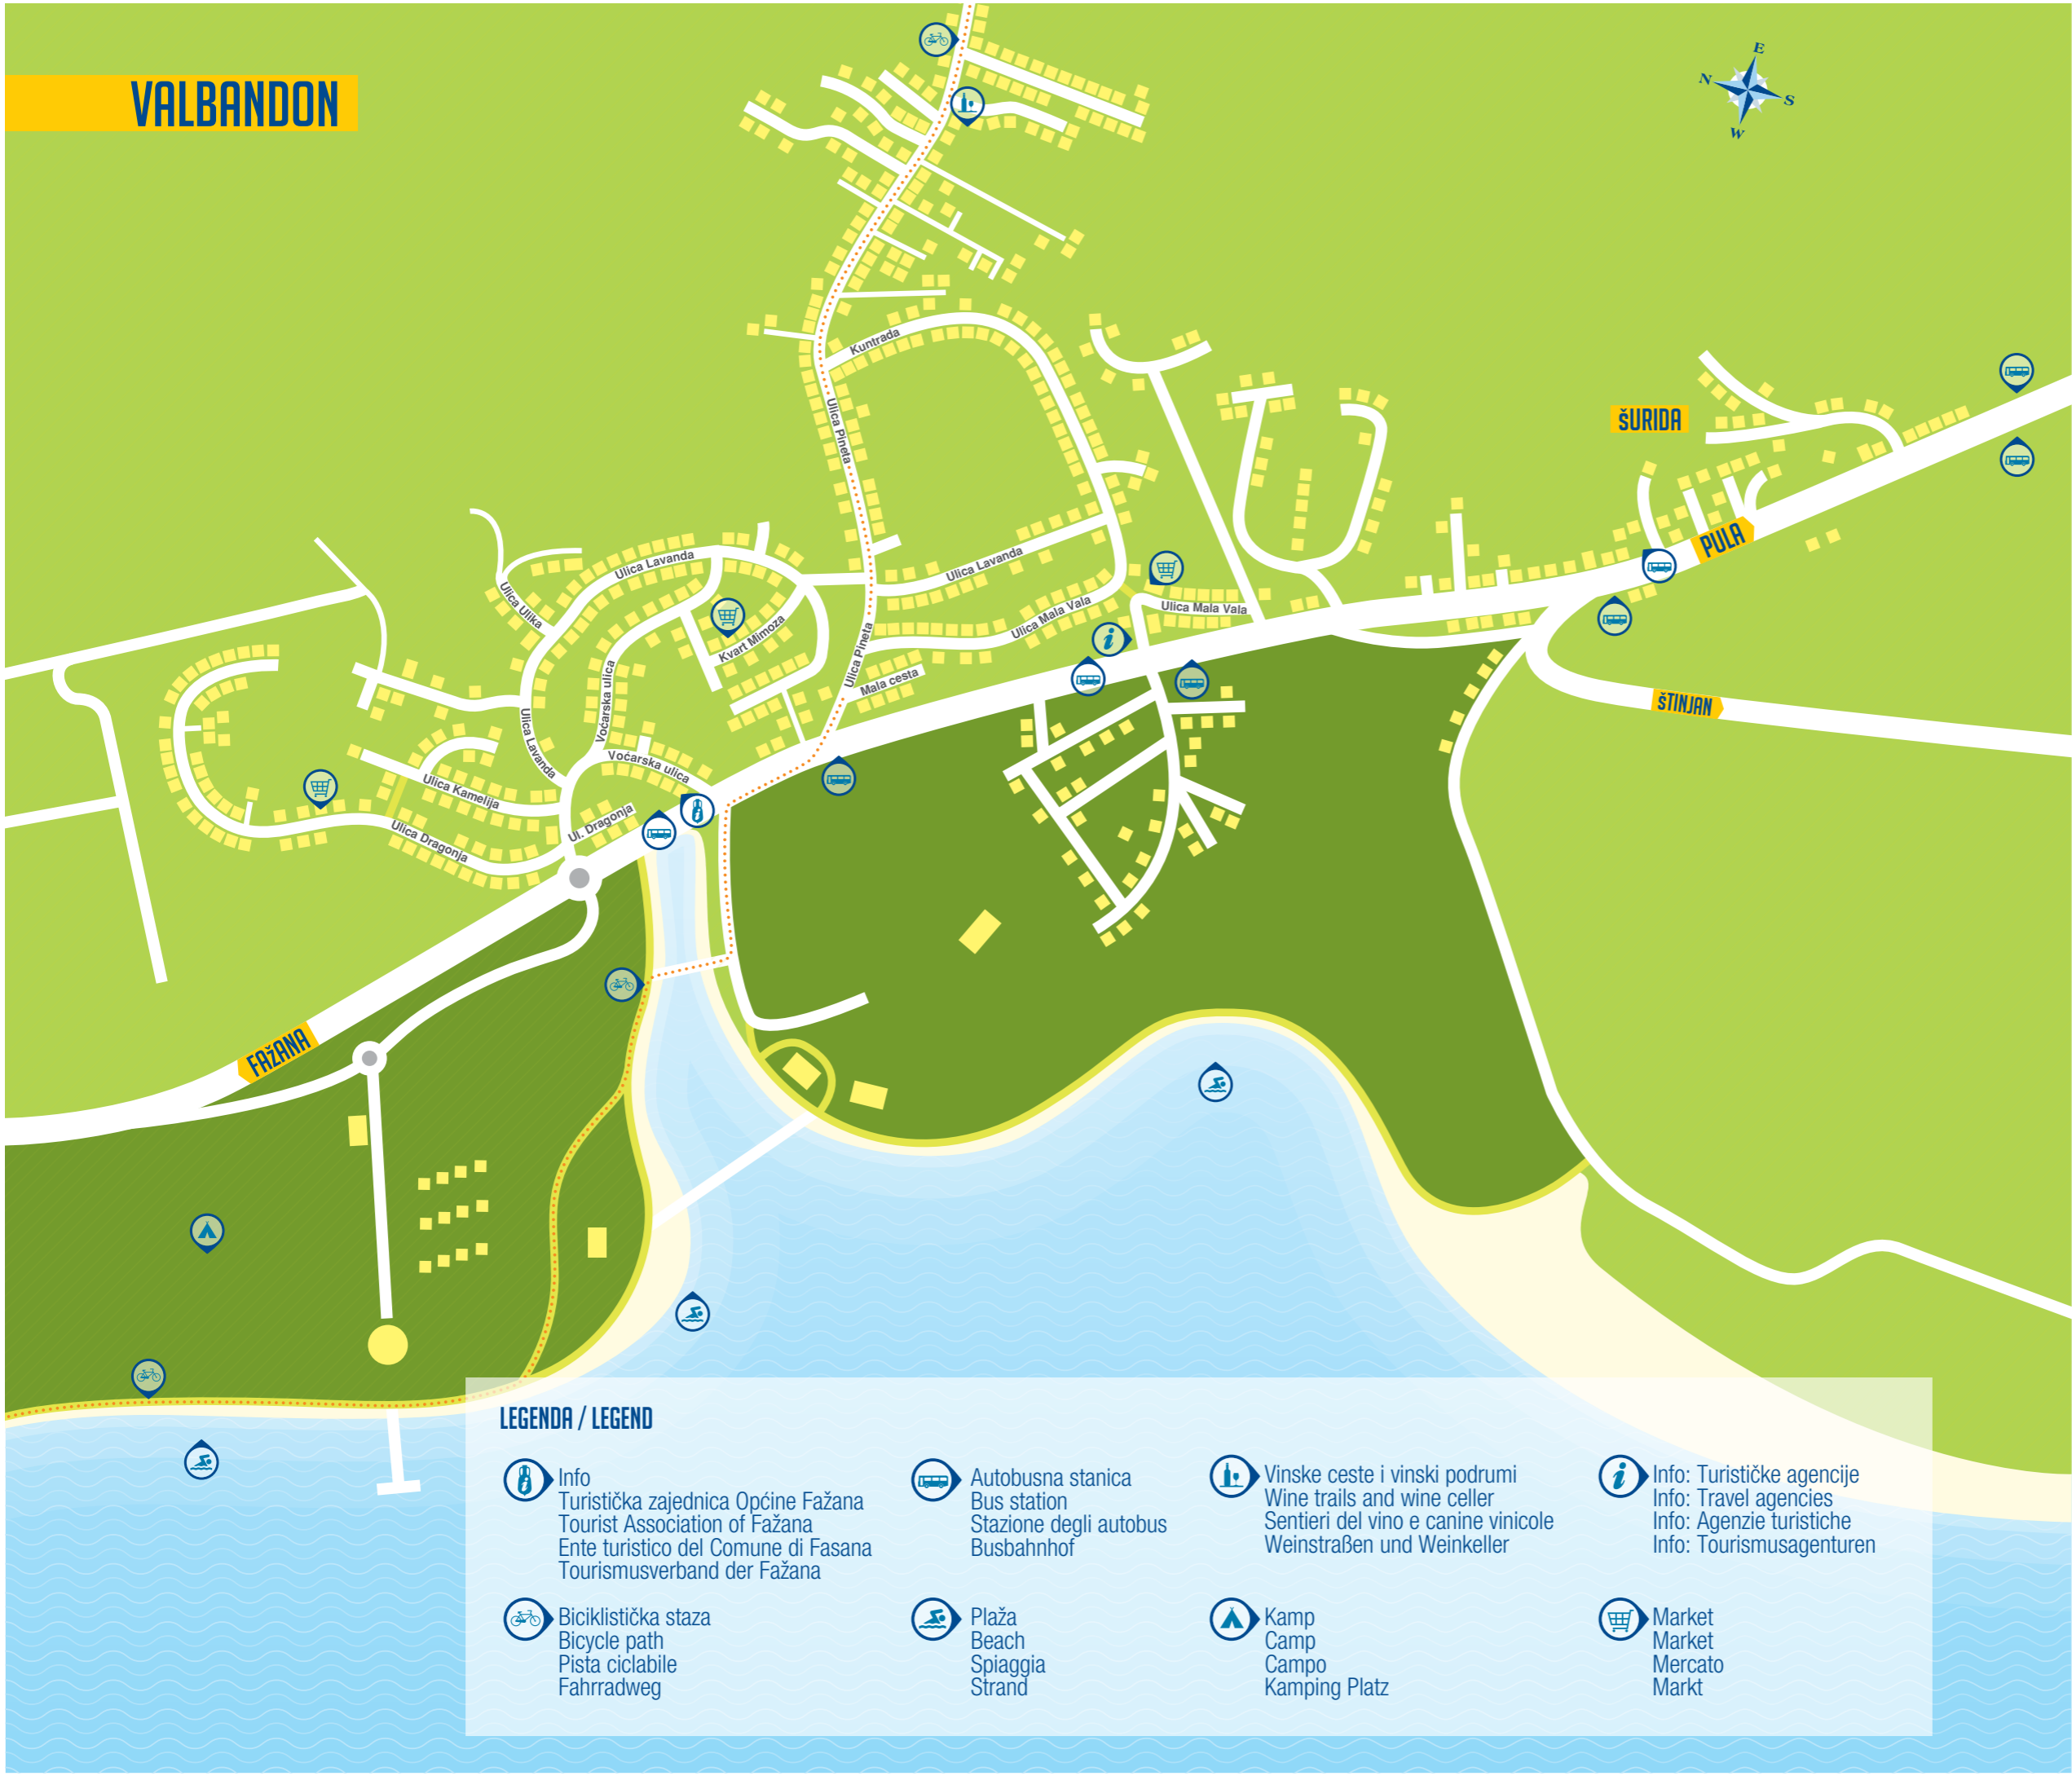 VALBANDON
E
N
S
W
Kuntrada
Ulica Pineta
ŠURIDA
PULA
Ulica Lavanda
Ulica Lavanda
Ulica Ulika
Ulica Mala Vala
Ulica Mala Vala
Kvart Mimoza
Ulica Pineta
Mala cesta
Voćarska ulica
Ulica Lavanda
Voćarska ulica
ŠTINJAN
Ulica Kamelija
Ul. Dragonja
Ulica Dragonja
FAŽANA
LEGENDA / LEGEND
Info
Turistička zajednica Općine Fažana
Tourist Association of Fažana
Ente turistico del Comune di Fasana
Tourismusverband der Fažana
Autobusna stanica
Bus station
Stazione degli autobus
Busbahnhof
Vinske ceste i vinski podrumi
Wine trails and wine celler
Sentieri del vino e canine vinicole
Weinstraßen und Weinkeller
Info: Turističke agencije
Info: Travel agencies
Info: Agenzie turistiche
Info: Tourismusagenturen
Biciklistička staza
Bicycle path
Pista ciclabile
Fahrradweg
Plaža
Beach
Spiaggia
Strand
Kamp
Camp
Campo
Kamping Platz
Market
Market
Mercato
Markt